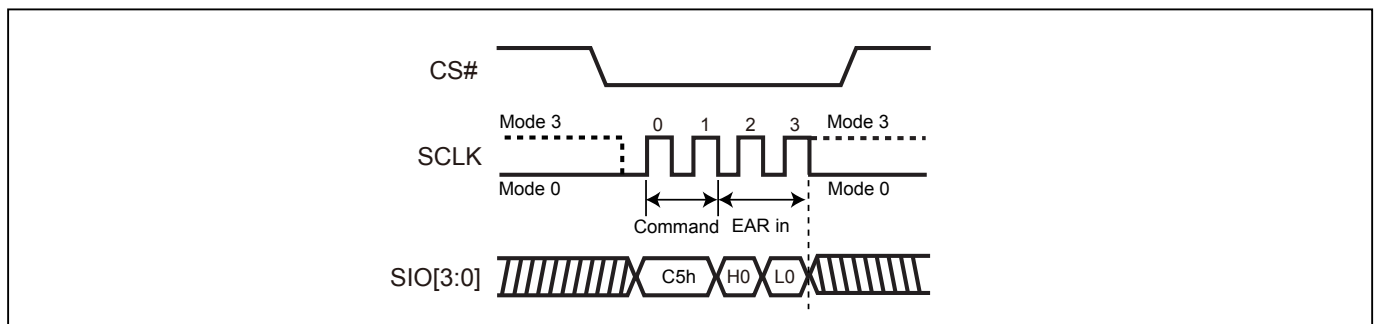 CS#
Mode 3 0 1 2 3 Mode 3
SCLK
Mode 0 Mode 0
Command EAR in
SIO[3:0] C5h H0 L0